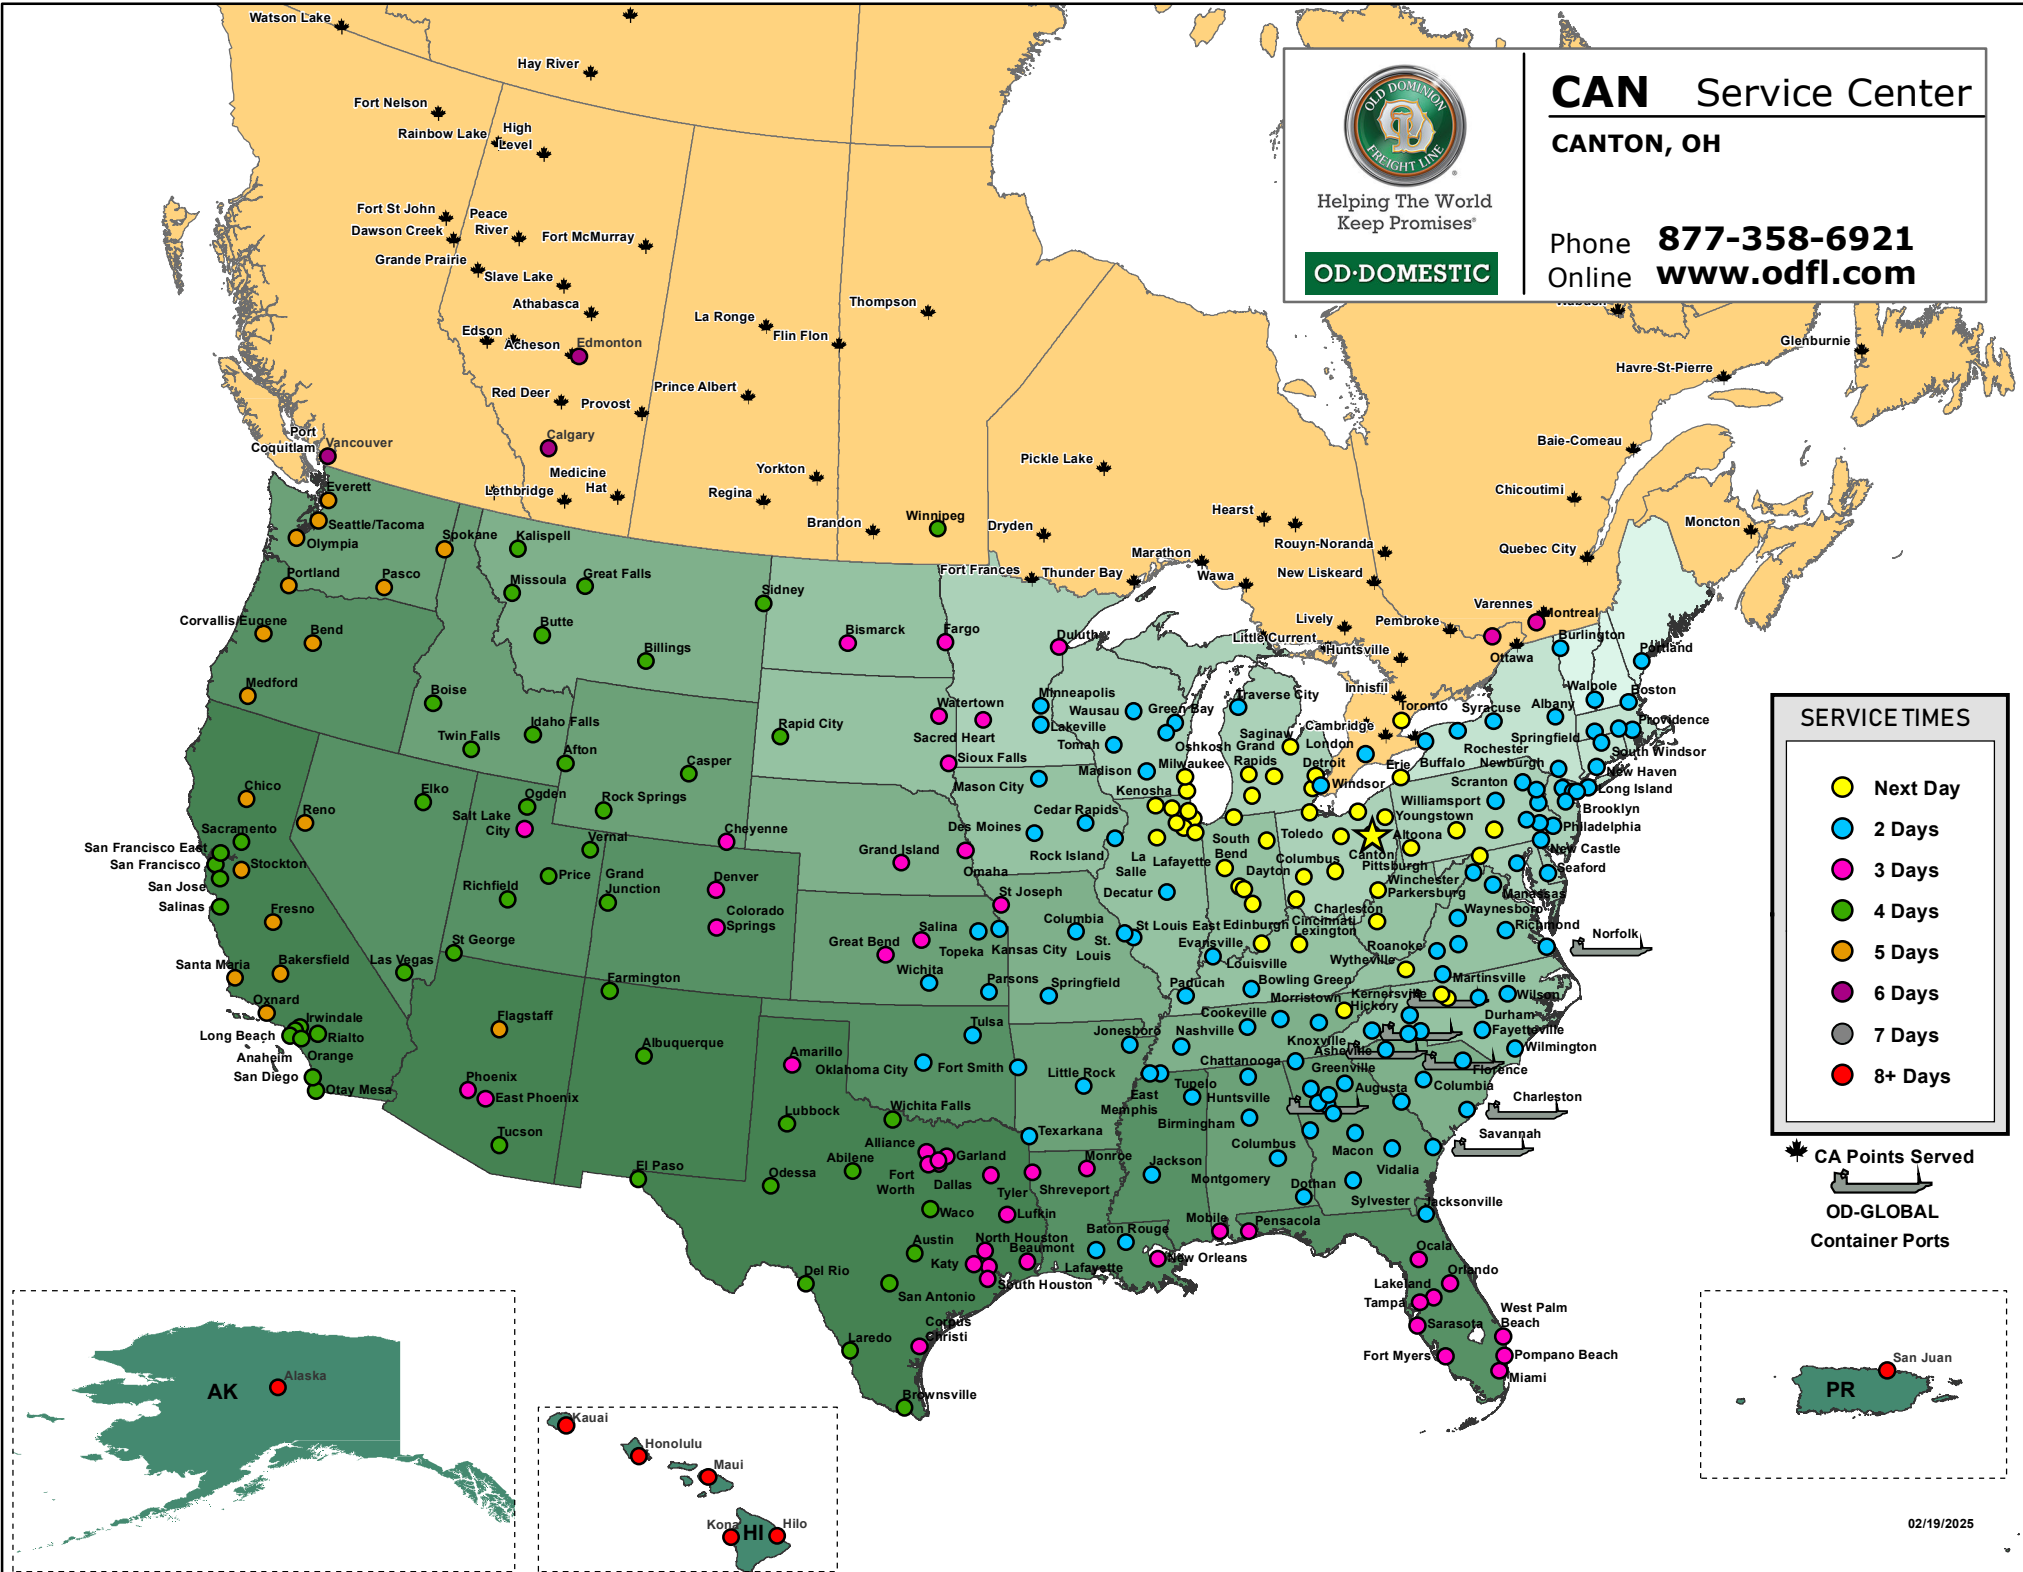 CAN Service Center
CANTON, OH
Phone 877-358-6921
Online www.odfl.com
OLD DOMINION
FREIGHT LINE
Helping The World
Keep Promises®
OD·DOMESTIC
Watson Lake
Hay River
Fort Nelson
Rainbow Lake
High
Level
Fort St John
Dawson Creek
Peace
River
Fort McMurray
Grande Prairie
Slave Lake
Athabasca
Edson
Acheson
Edmonton
Red Deer
Provost
Calgary
Medicine
Hat
Lethbridge
Port
Coquitlam
Vancouver
La Ronge
Flin Flon
Thompson
Prince Albert
Yorkton
Regina
Brandon
Winnipeg
Dryden
Pickle Lake
Fort Frances
Thunder Bay
Marathon
Wawa
Hearst
Rouyn-Noranda
New Liskeard
Lively
Little Current
Huntsville
Pembroke
Innisfil
Toronto
Cambridge
London
Windsor
Varennes
Montreal
Ottawa
Glenburnie
Havre-St-Pierre
Baie-Comeau
Chicoutimi
Quebec City
Moncton
Everett
Seattle/Tacoma
Olympia
Spokane
Portland
Pasco
Corvallis/Eugene
Bend
Medford
Kalispell
Missoula
Great Falls
Butte
Billings
Sidney
Boise
Twin Falls
Idaho Falls
Afton
Casper
Rock Springs
Cheyenne
Chico
Reno
Elko
Sacramento
San Francisco East
San Francisco
Stockton
San Jose
Salinas
Fresno
Santa Maria
Bakersfield
Oxnard
Las Vegas
Irwindale
Long Beach
Rialto
Anaheim
Orange
San Diego
Otay Mesa
Ogden
Salt Lake
City
Vernal
Price
Richfield
St George
Grand
Junction
Denver
Colorado
Springs
Flagstaff
Phoenix
East Phoenix
Tucson
Farmington
Albuquerque
El Paso
Bismarck
Fargo
Duluth
Rapid City
Watertown
Sacred Heart
Sioux Falls
Minneapolis
Lakeville
Wausau
Green Bay
Tomah
Oshkosh
Madison
Milwaukee
Kenosha
Mason City
Cedar Rapids
Des Moines
Rock Island
Grand Island
Omaha
La
Salle
Decatur
St Joseph
Columbia
St.
Louis
St Louis East
Salina
Topeka
Kansas City
Great Bend
Wichita
Parsons
Springfield
Tulsa
Oklahoma City
Fort Smith
Little Rock
Jonesboro
Texarkana
Amarillo
Lubbock
Wichita Falls
Alliance
Abilene
Fort
Worth
Garland
Dallas
Odessa
Tyler
Waco
Lufkin
Austin
North Houston
Katy
Beaumont
South Houston
Del Rio
San Antonio
Corpus
Christi
Laredo
Brownsville
Shreveport
Monroe
Lafayette
Baton Rouge
New Orleans
Jackson
Mobile
Pensacola
East
Memphis
Tupelo
Huntsville
Birmingham
Montgomery
Dothan
Columbus
Macon
Vidalia
Sylvester
Augusta
Savannah
Charleston
Columbia
Florence
Greenville
Chattanooga
Nashville
Cookeville
Knoxville
Morristown
Asheville
Hickory
Kernersville
Durham
Wilson
Fayetteville
Wilmington
Martinsville
Wytheville
Roanoke
Richmond
Norfolk
Waynesboro
Manassas
Winchester
Parkersburg
Charleston
Lexington
Louisville
Bowling Green
Paducah
Evansville
Edinburgh
Cincinnati
Dayton
Columbus
Lafayette
South
Bend
Toledo
Canton
Pittsburgh
Youngstown
Altoona
Williamsport
Erie
Buffalo
Rochester
Syracuse
Albany
Scranton
Newburgh
Traverse City
Saginaw
Grand
Rapids
Detroit
Burlington
Portland
Walpole
Boston
Providence
Springfield
South Windsor
New Haven
Long Island
Brooklyn
Philadelphia
New Castle
Seaford
Jacksonville
Ocala
Orlando
Lakeland
Tampa
Sarasota
Fort Myers
West Palm
Beach
Pompano Beach
Miami
SERVICE TIMES
Next Day
2 Days
3 Days
4 Days
5 Days
6 Days
7 Days
8+ Days
CA Points Served
OD-GLOBAL
Container Ports
AK
Alaska
Kauai
Honolulu
Maui
Kona
HI
Hilo
San Juan
PR
02/19/2025